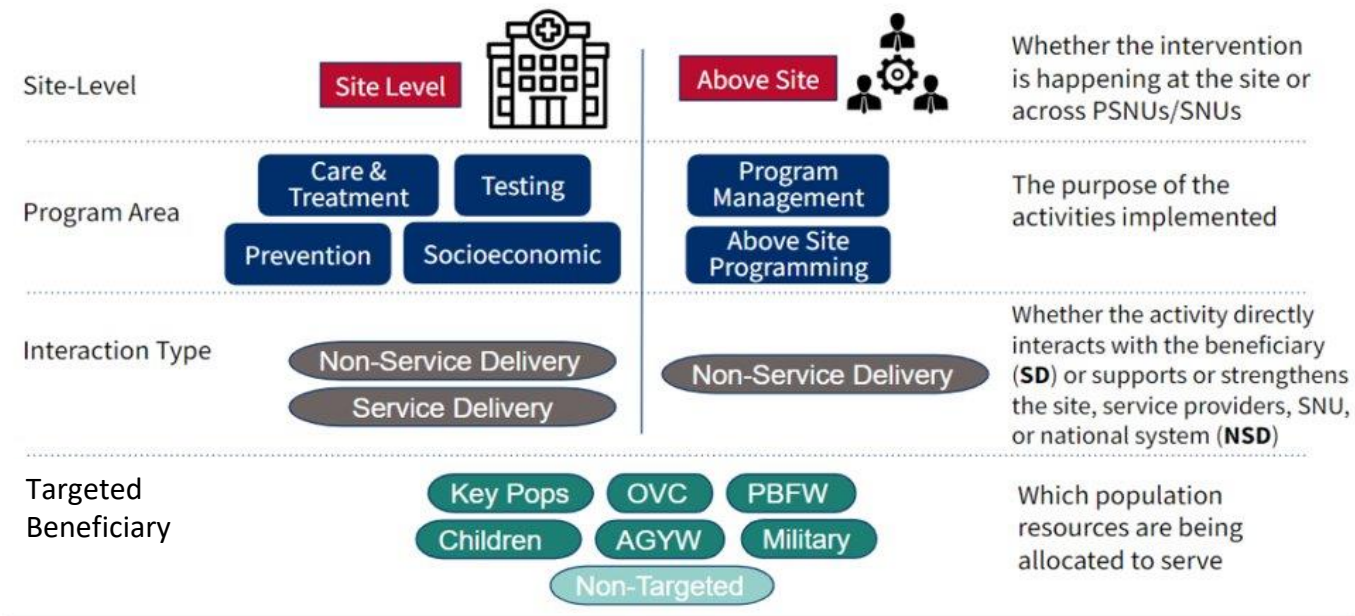 Site-Level
Site Level
Above Site
Whether the intervention
is happening at the site or
across PSNUs/SNUs
Program Area
Care &
Treatment
Testing
Prevention
Socioeconomic
Program
Management
Above Site
Programming
The purpose of the
activities implemented
Interaction Type
Non-Service Delivery
Service Delivery
Non-Service Delivery
Whether the activity directly
interacts with the beneficiary
(SD) or supports or strengthens
the site, service providers, SNU,
or national system (NSD)
Targeted
Beneficiary
Key Pops
OVC
PBFW
Children
AGYW
Military
Non-Targeted
Which population
resources are being
allocated to serve